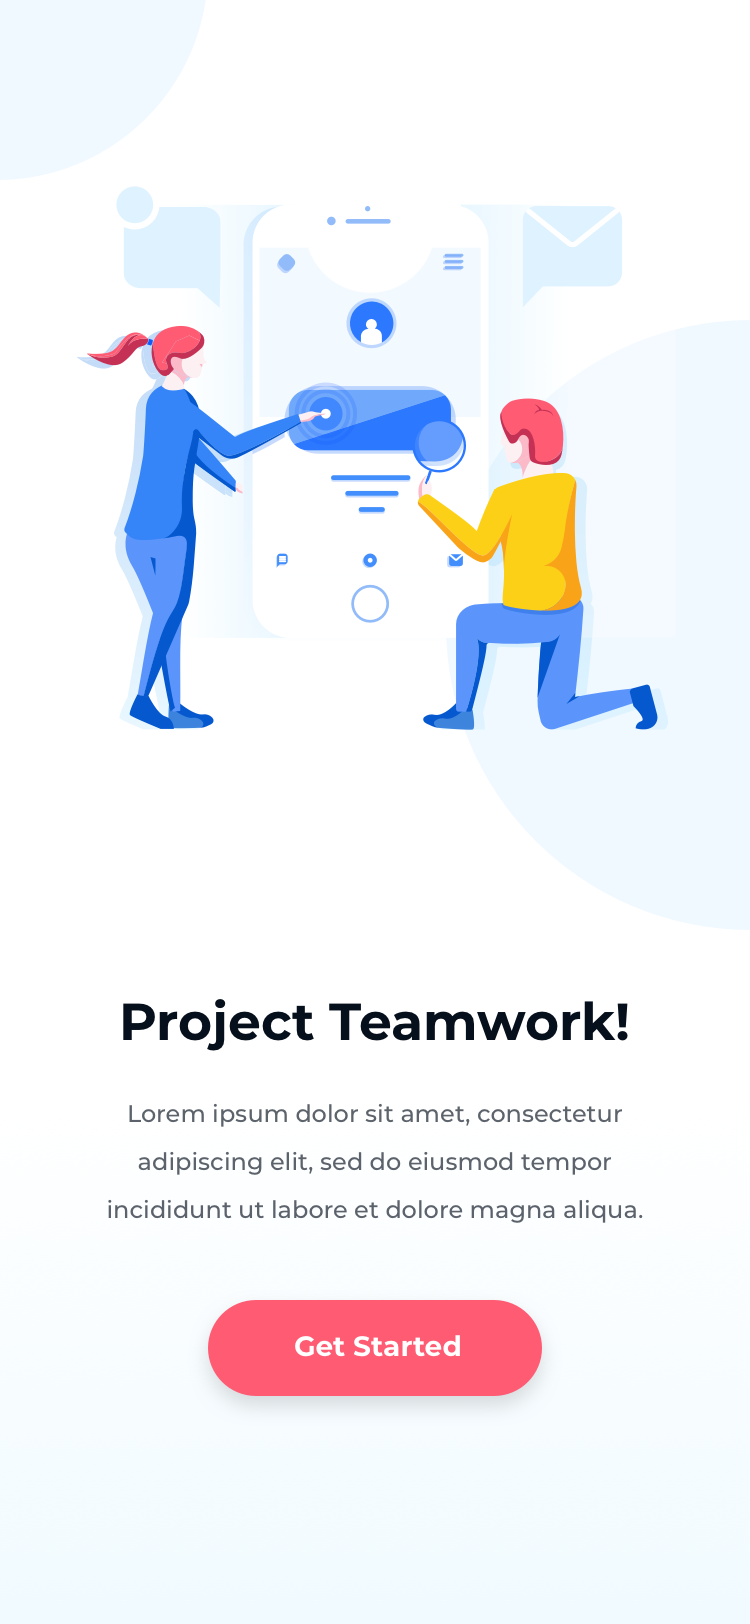 Project Teamwork!
Lorem ipsum dolor sit amet, consectetur
adipiscing elit, sed do eiusmod tempor
incididunt ut labore et dolore magna aliqua.
Get Started